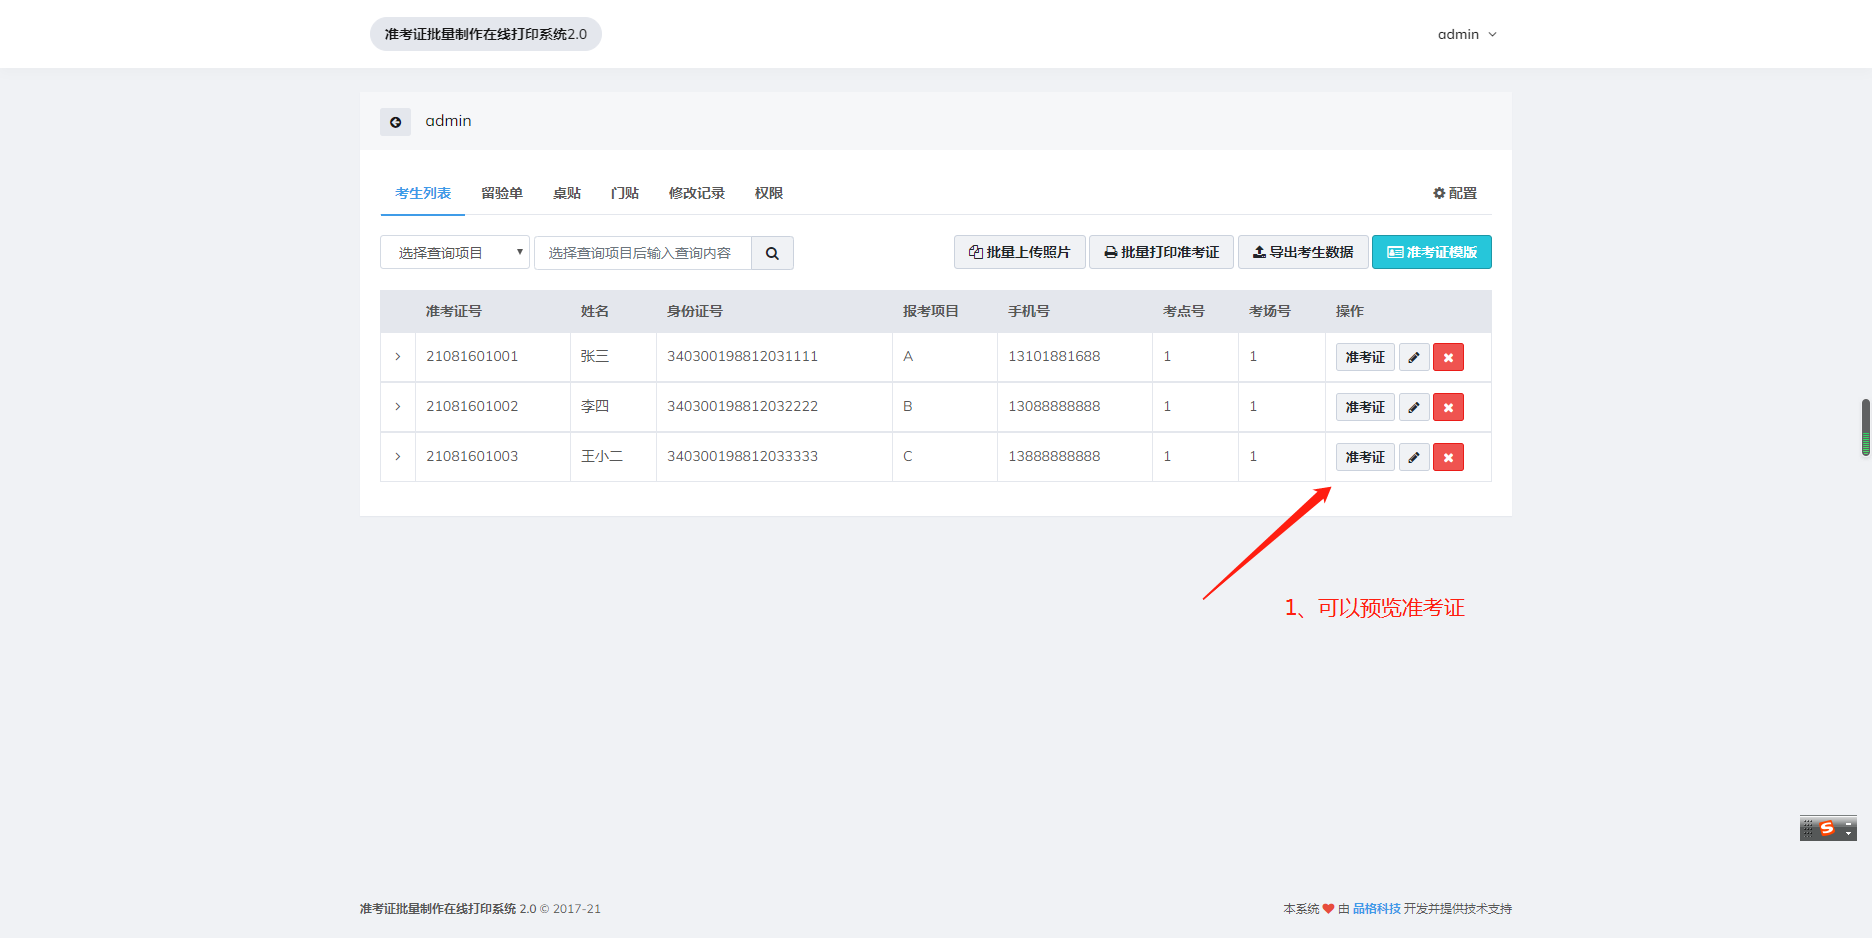 准考证批量制作在线打印系统2.0
admin
admin
考生列表 留验单 桌贴 门贴 修改记录 权限 配置
选择查询项目 选择查询项目后输入查询内容 批量上传照片 批量打印准考证 导出考生数据 准考证模版
准考证号 姓名 身份证号 报考项目 手机号 考点号 考场号 操作
21081601001 张三 340300198812031111 A 13101881688 1 1 准考证
21081601002 李四 340300198812032222 B 13088888888 1 1 准考证
21081601003 王小二 340300198812033333 C 13888888888 1 1 准考证
1、可以预览准考证
S
准考证批量制作在线打印系统 2.0 © 2017-21
本系统 ❤ 由 品格科技 开发并提供技术支持